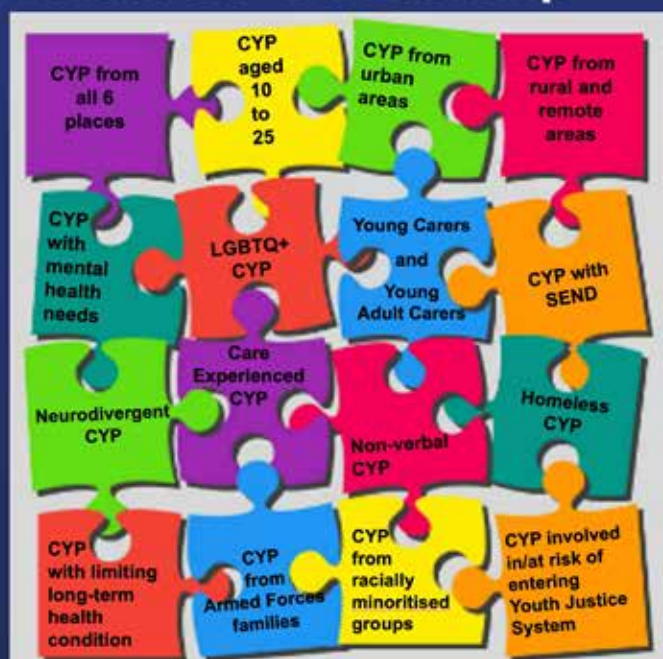 CYP from
all 6
places
CYP
aged
10
to
25
CYP from
urban
areas
CYP from
rural and
remote
areas
CYP
with
mental
health
needs
LGBTQ+
CYP
Young Carers
and
Young
Adult Carers
CYP with
SEND
Neurodivergent
CYP
Care
Experienced
CYP
Non-verbal
CYP
Homeless
CYP
CYP
with limiting
long-term
health
condition
CYP
from
Armed Forces
families
CYP
from
racially
minoritised
groups
CYP involved
in/at risk of
entering
Youth Justice
System